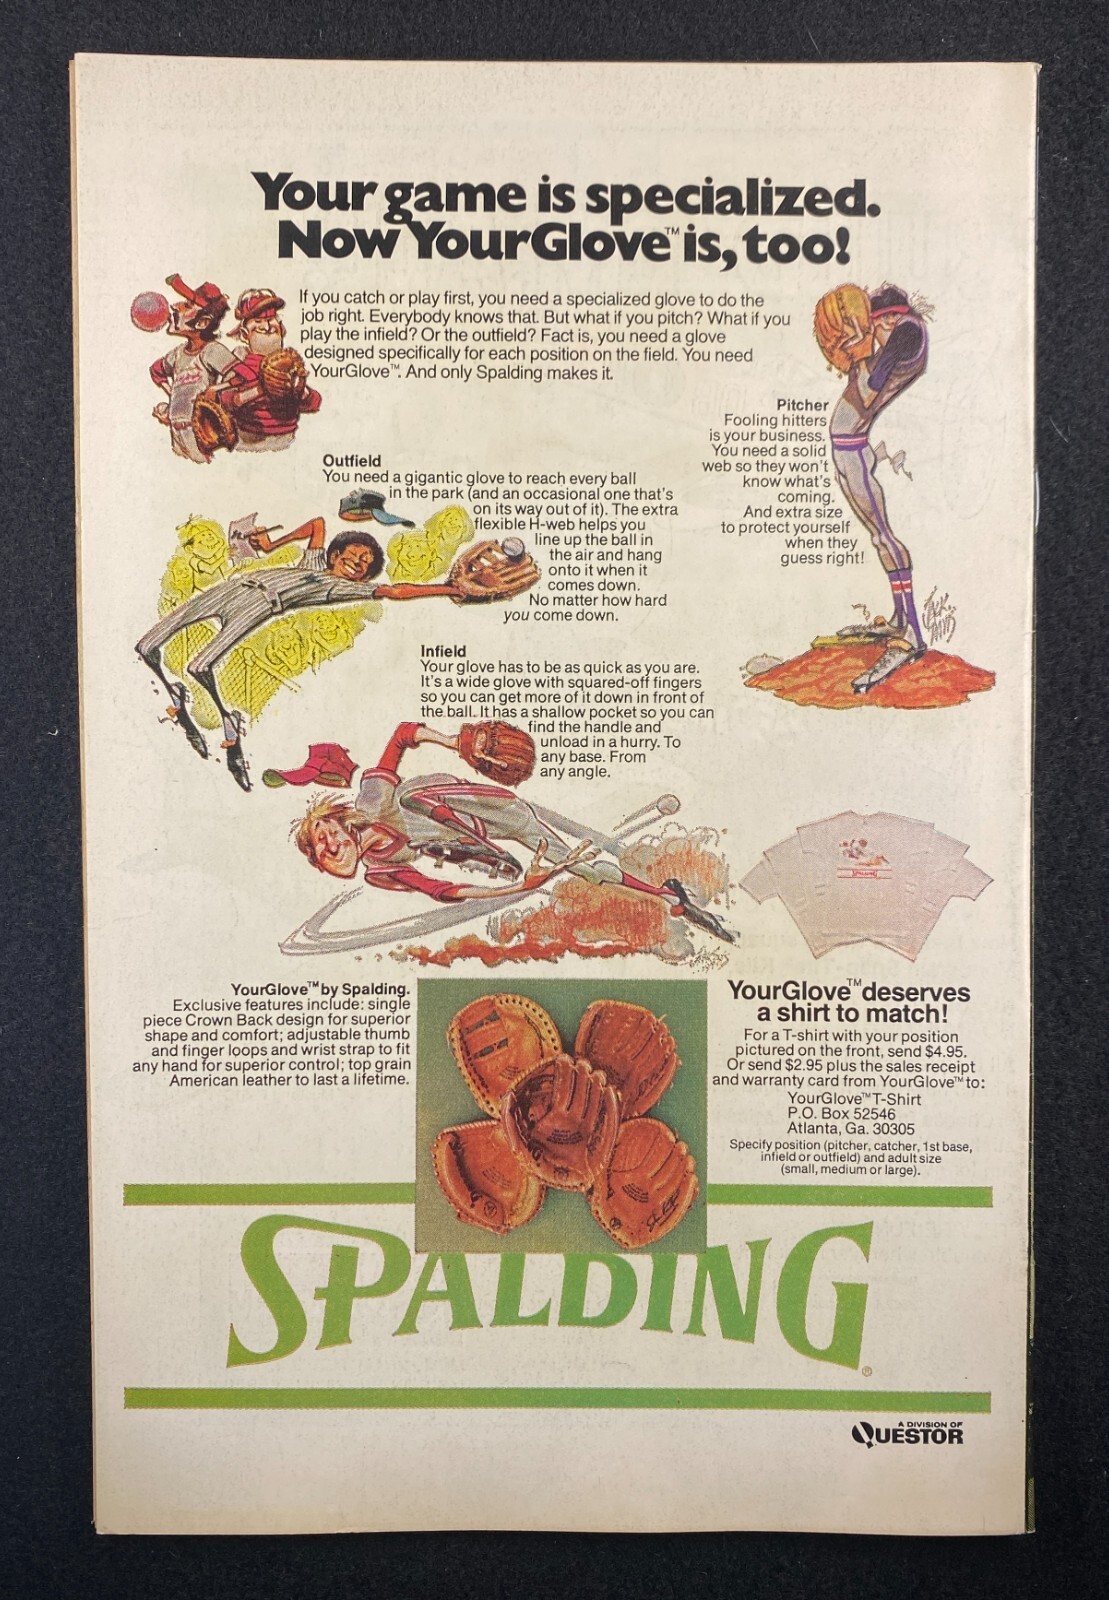 Your game is specialized.
Now YourGlove™ is, too!
If you catch or play first, you need a specialized glove to do the
job right. Everybody knows that. But what if you pitch? What if you
play the infield? Or the outfield? Fact is, you need a glove
designed specifically for each position on the field. You need
YourGlove™. And only Spalding makes it.
Pitcher
Fooling hitters
is your business.
You need a solid
web so they won't
know what's
coming.
And extra size
to protect yourself
when they
guess right!
Outfield
You need a gigantic glove to reach every ball
in the park (and an occasional one that's
on its way out of it). The extra
flexible H-web helps you
line up the ball in
the air and hang
onto it when it
comes down.
No matter how hard
you come down.
Jack
Davis
Infield
Your glove has to be as quick as you are.
It's a wide glove with squared-off fingers
so you can get more of it down in front of
the ball. It has a shallow pocket so you can
find the handle and
unload in a hurry. To
any base. From
any angle.
SPALDING
YourGlove™ by Spalding.
Exclusive features include: single
piece Crown Back design for superior
shape and comfort; adjustable thumb
and finger loops and wrist strap to fit
any hand for superior control; top grain
American leather to last a lifetime.
YourGlove™ deserves
a shirt to match!
For a T-shirt with your position
pictured on the front, send $4.95.
Or send $2.95 plus the sales receipt
and warranty card from YourGlove™ to:
YourGlove™ T-Shirt
P.O. Box 52546
Atlanta, Ga. 30305
Specify position (pitcher, catcher, 1st base,
infield or outfield) and adult size
(small, medium or large).
SPALDING®
A DIVISION OF
QUESTOR